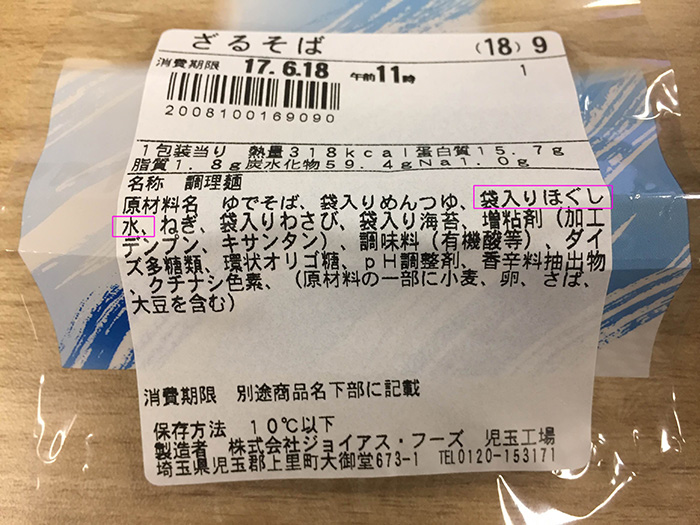 ざるそば (18) 9
消費期限 17.6.18 午前11時 1
2008100169090
1包装当り 熱量318kcal蛋白質15.7g
脂質1.8g炭水化物59.4gNa1.0g
名称 調理麺
原材料名 ゆでそば、袋入りめんつゆ、袋入りほぐし
水、ねぎ、袋入りわさび、袋入り海苔、増粘剤(加工
デンプン、キサンタン)、調味料(有機酸等)、ダイ
ズ多糖類、環状オリゴ糖、pH調整剤、香辛料抽出物
、クチナシ色素、(原材料の一部に小麦、卵、さば、
大豆を含む)
消費期限 別途商品名下部に記載
保存方法 10℃以下
製造者 株式会社ジョイアス・フーズ 児玉工場
埼玉県児玉郡上里町大御堂673-1 TEL0120-153171